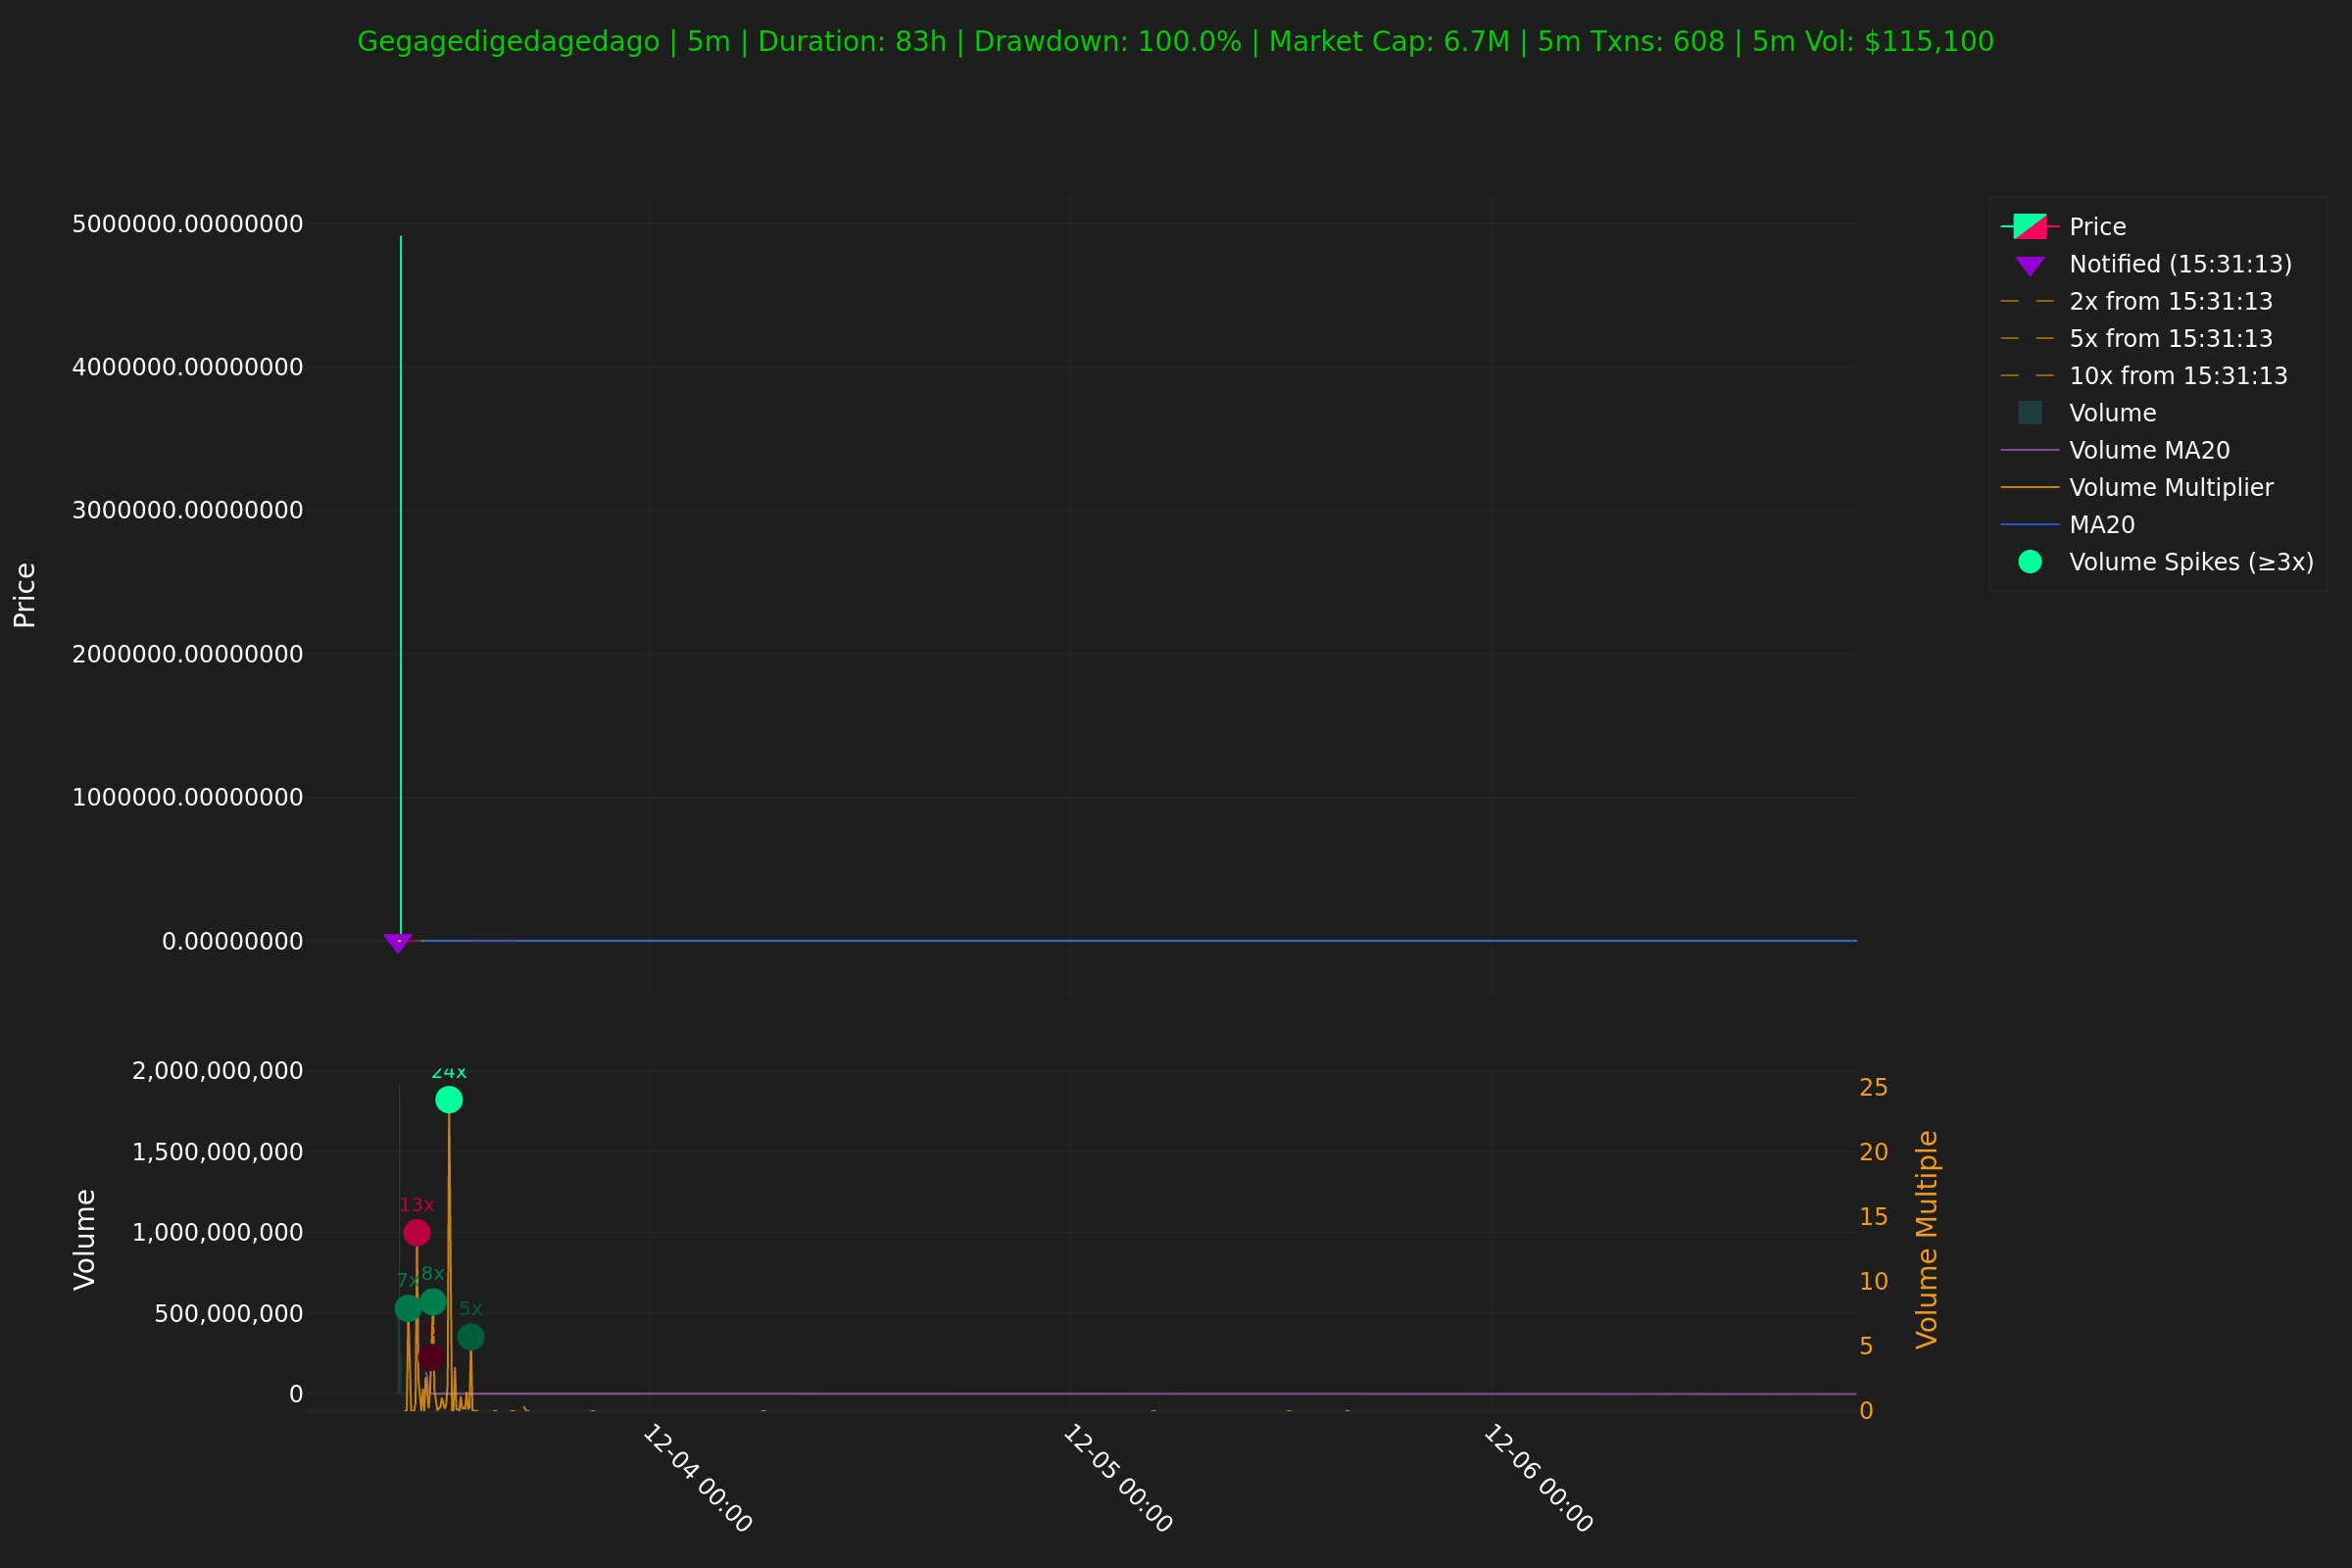 Gegagedigedagedago | 5m | Duration: 83h | Drawdown: 100.0% | Market Cap: 6.7M | 5m Txns: 608 | 5m Vol: $115,100
Price
5000000.00000000
4000000.00000000
3000000.00000000
2000000.00000000
1000000.00000000
0.00000000
Price
Notified (15:31:13)
2x from 15:31:13
5x from 15:31:13
10x from 15:31:13
Volume
Volume MA20
Volume Multiplier
MA20
Volume Spikes (≥3x)
Volume
2,000,000,000
1,500,000,000
1,000,000,000
500,000,000
0
24x
13x
7x
8x
5x
25
20
15
10
5
0
Volume Multiple
12-04 00:00
12-05 00:00
12-06 00:00